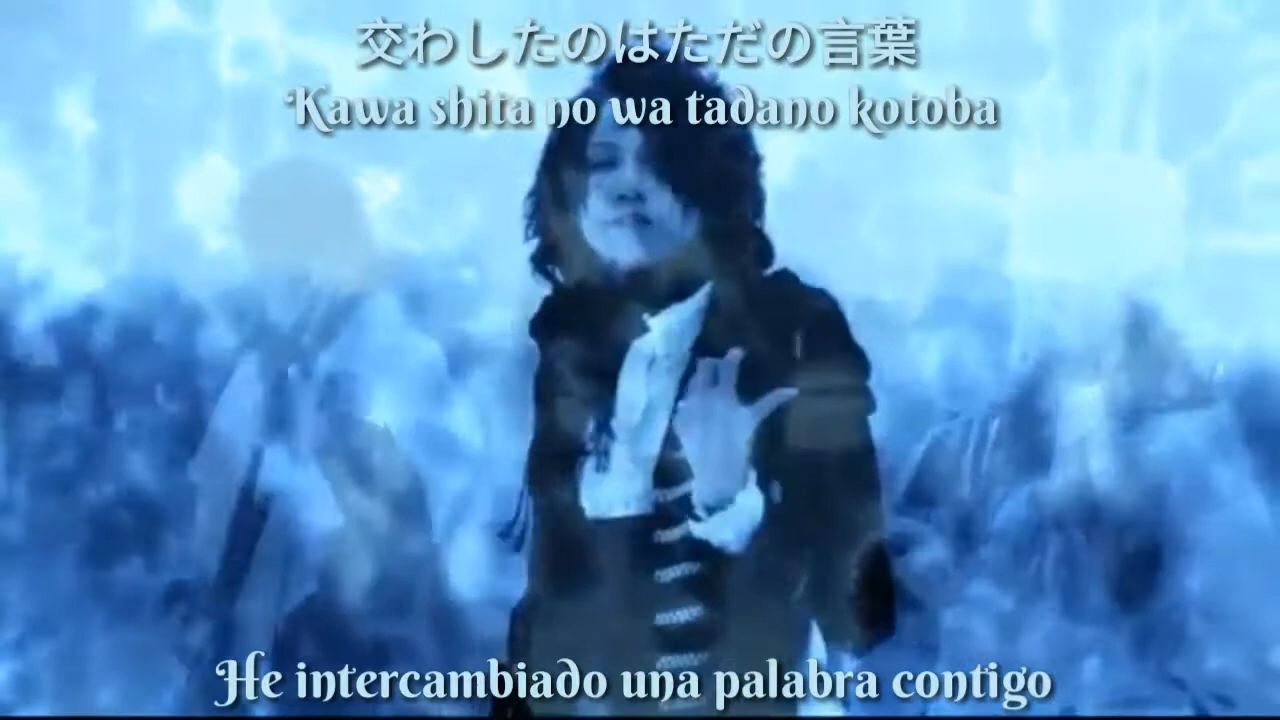 交わしたのはただの言葉
Kawa shita no wa tadano kotoba
He intercambiado una palabra contigo